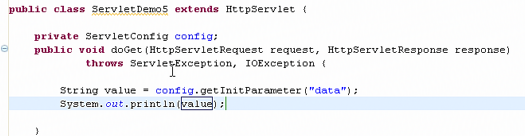 public class ServletDemo5 extends HttpServlet {
private ServletConfig config;
public void doGet(HttpServletRequest request, HttpServletResponse response)
throws ServletException, IOException {
String value = config.getInitParameter("data");
System.out.println(value);
}